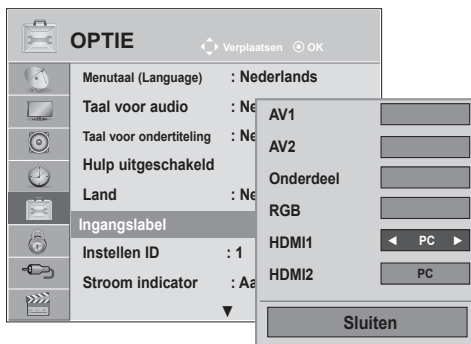 OPTIE
Verplaatsen OK
Menutaal (Language) : Nederlands
Taal voor audio : Ne
Taal voor ondertiteling : Ne
Hulp uitgeschakeld
Land : Ne
Ingangslabel
Instellen ID : 1
Stroom indicator : Aa
AV1
AV2
Onderdeel
RGB
HDMI1 ◄ PC ►
HDMI2 PC
Sluiten